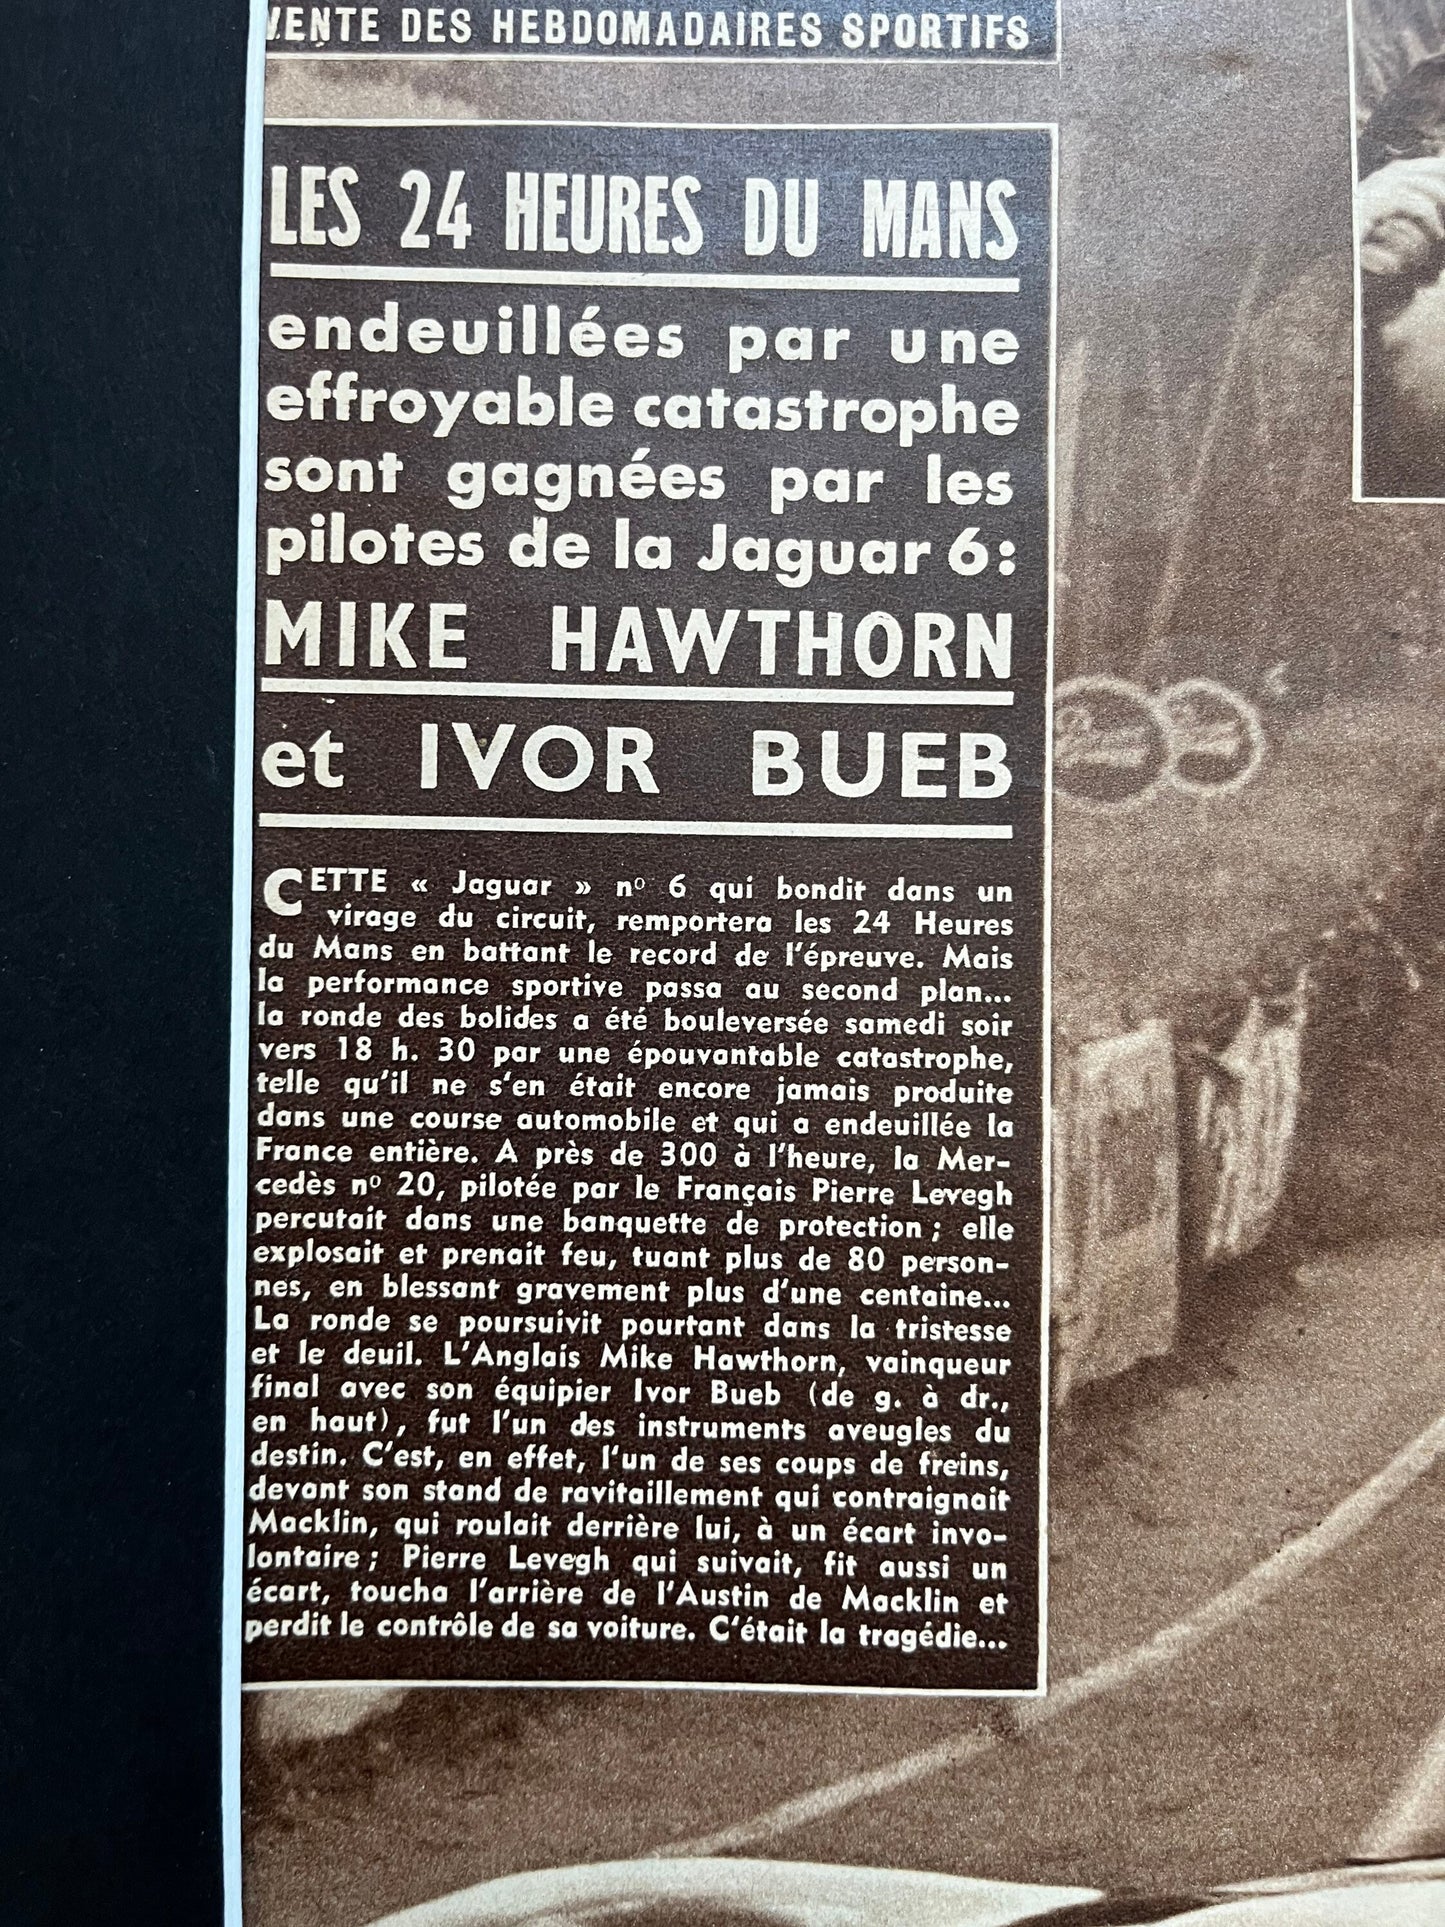 VENTE DES HEBDOMADAIRES SPORTIFS
LES 24 HEURES DU MANS
endeuillées par une
effroyable catastrophe
sont gagnées par les
pilotes de la Jaguar 6:
MIKE HAWTHORN
et IVOR BUEB
CETTE « Jaguar » nº 6 qui bondit dans un
virage du circuit, remportera les 24 Heures
du Mans en battant le record de l'épreuve. Mais
la performance sportive passa au second plan...
la ronde des bolides a été bouleversée samedi soir
vers 18 h. 30 par une épouvantable catastrophe,
telle qu'il ne s'en était encore jamais produite
dans une course automobile et qui a endeuillée la
France entière. A près de 300 à l'heure, la Mer-
cedès nº 20, pilotée par le Français Pierre Levegh
percutait dans une banquette de protection ; elle
explosait et prenait feu, tuant plus de 80 person-
nes, en blessant gravement plus d'une centaine...
La ronde se poursuivit pourtant dans la tristesse
et le deuil. L'Anglais Mike Hawthorn, vainqueur
final avec son équipier Ivor Bueb (de g. à dr.,
en haut), fut l'un des instruments aveugles du
destin. C'est, en effet, l'un de ses coups de freins,
devant son stand de ravitaillement qui contraignait
Macklin, qui roulait derrière lui, à un écart invo-
lontaire ; Pierre Levegh qui suivait, fit aussi un
écart, toucha l'arrière de l'Austin de Macklin et
perdit le contrôle de sa voiture. C'était la tragédie...